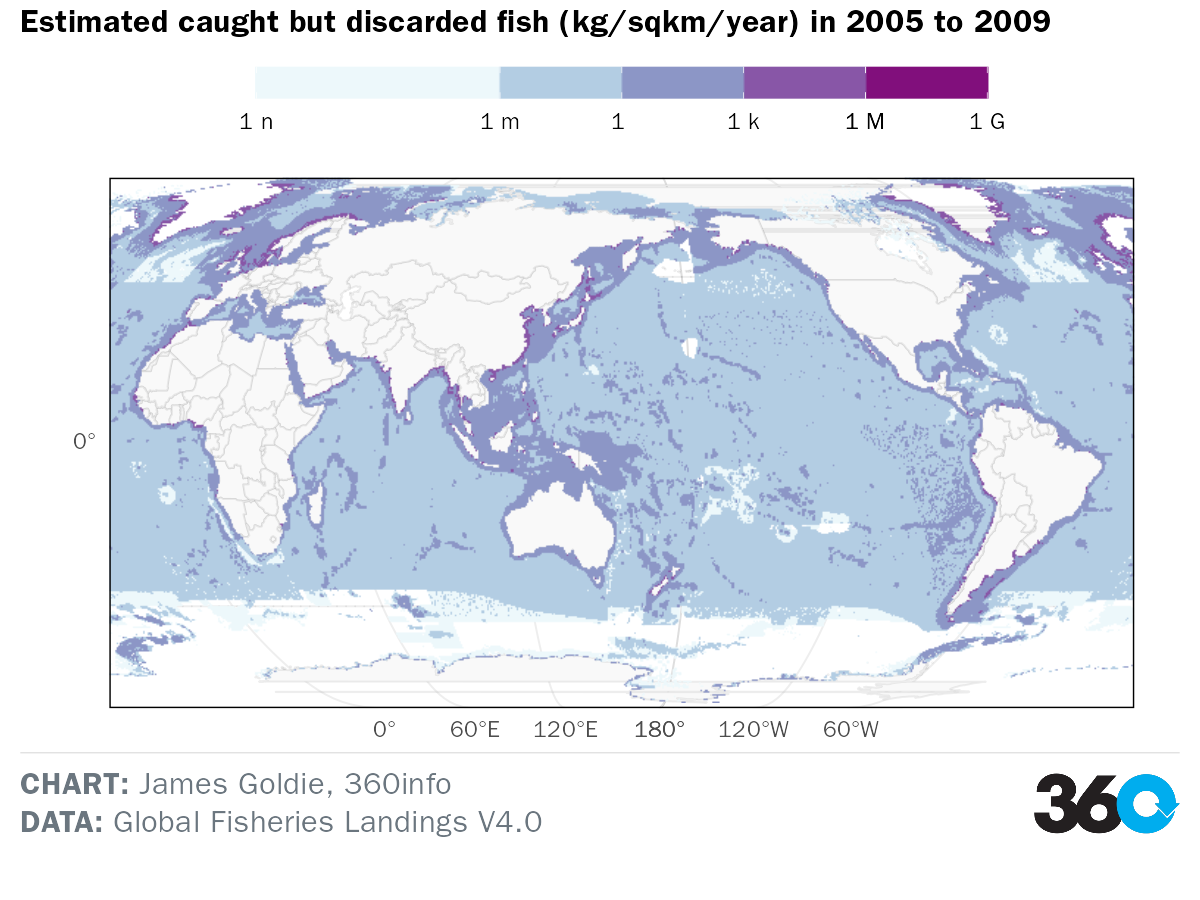 Estimated caught but discarded fish (kg/sqkm/year) in 2005 to 2009
1 n 1 m 1 1 k 1 M 1 G
0°
0° 60°E 120°E 180° 120°W 60°W
CHART: James Goldie, 360info
DATA: Global Fisheries Landings V4.0
360